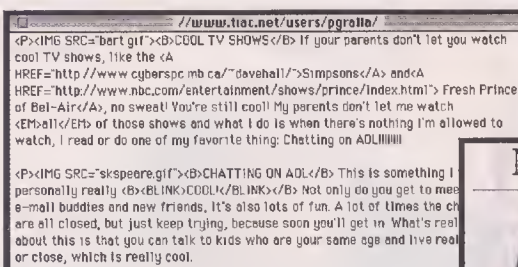 //www.tiac.net/users/pgralla/
<P><IMG SRC="bart gif"><B>COOL TV SHOWS</B> If your parents don't let you watch
cool TV shows, like the <A
HREF="http //www cyberspc mb ca/~davehall/">Simpsons</A> and<A
HREF="http://www.nbc.com/entertainment/shows/prince/index.html"> Fresh Prince
of Bel-Air</A>, no sweat! You're still cool! My parents don't let me watch
<EM>all</EM> of those shows and what I do is when there's nothing I'm allowed to
watch, I read or do one of my favorite thing: Chatting on AOL!!!!!!!
<P><IMG SRC="skspeare.gif"><B>CHATTING ON AOL</B> This is something I
personally really <B><BLINK>COOL!</BLINK></B> Not only do you get to mee
e-mail buddies and new friends, It's also lots of fun. A lot of times the ch
are all closed, but just keep trying, because soon you'll get in. What's real
about this is that you can talk to kids who are your same age and live real
or close, which is really cool.